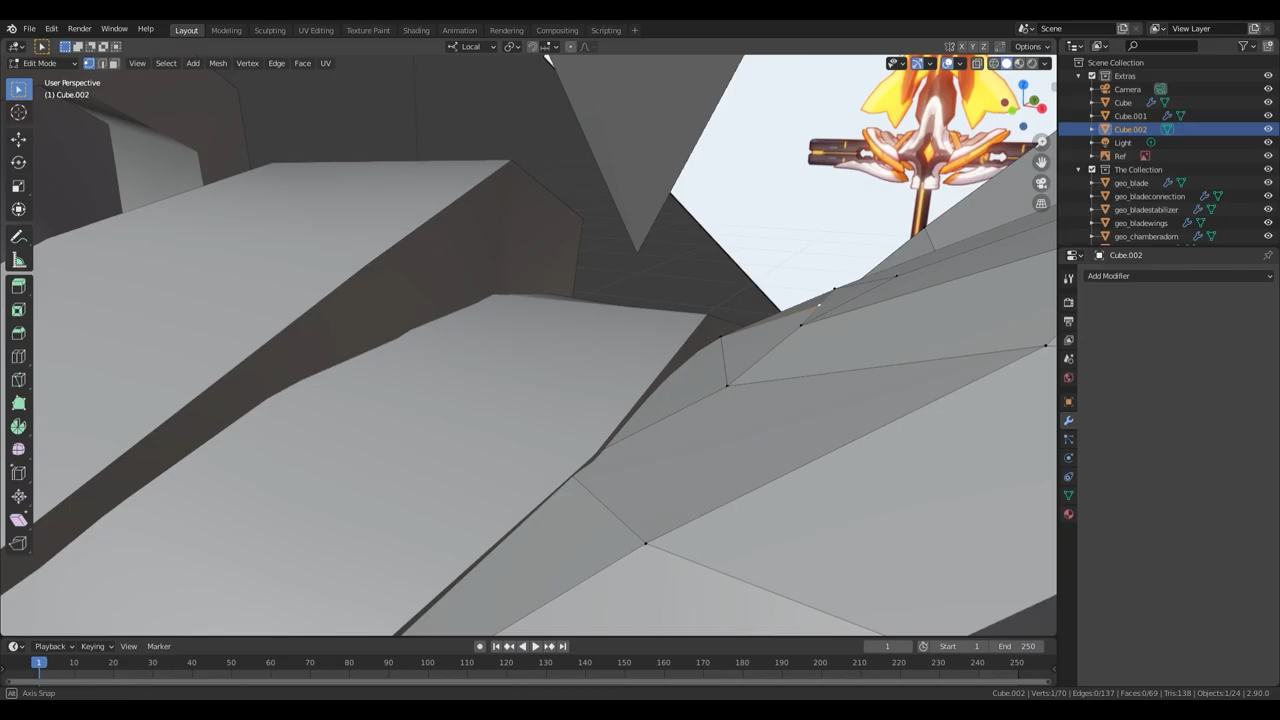 File Edit Render Window Help Layout Modeling Sculpting UV Editing Texture Paint Shading Animation Rendering Compositing Scripting Scene View Layer
Local X Y Z Options
Edit Mode View Select Add Mesh Vertex Edge Face UV
User Perspective
(1) Cube.002
Scene Collection
Extras
Camera
Cube
Cube.001
Cube.002
Light
Ref
The Collection
geo_blade
geo_bladeconnection
geo_bladestabilizer
geo_bladewings
geo_chamberadorn
Cube.002
Add Modifier
Playback Keying View Marker 1 Start 1 End 250
1 10 20 30 40 50 60 70 80 90 100 110 120 130 140 150 160 170 180 190 200 210 220 230 240 250
Alt Axis Snap Cube.002 | Verts:1/70 | Edges:0/137 | Faces:0/69 | Tris:138 | Objects:1/24 | 2.90.0